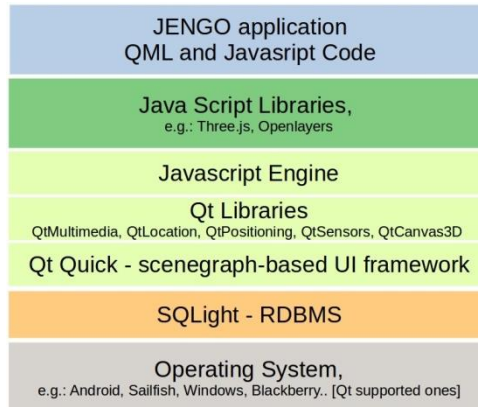 JENGO application
QML and Javasript Code
Java Script Libraries,
e.g.: Three.js, Openlayers
Javascript Engine
Qt Libraries
QtMultimedia, QtLocation, QtPositioning, QtSensors, QtCanvas3D
Qt Quick - scenegraph-based UI framework
SQLight - RDBMS
Operating System,
e.g.: Android, Sailfish, Windows, Blackberry.. [Qt supported ones]